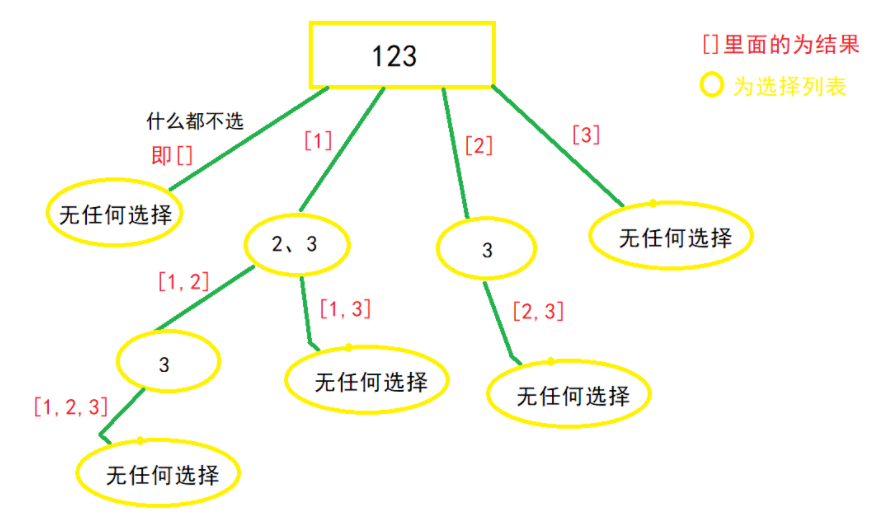 123
[]里面的为结果
为选择列表
什么都不选
即[]
[1]
[2]
[3]
无任何选择
2、3
3
无任何选择
[1,2]
[1,3]
[2,3]
3
无任何选择
无任何选择
[1,2,3]
无任何选择